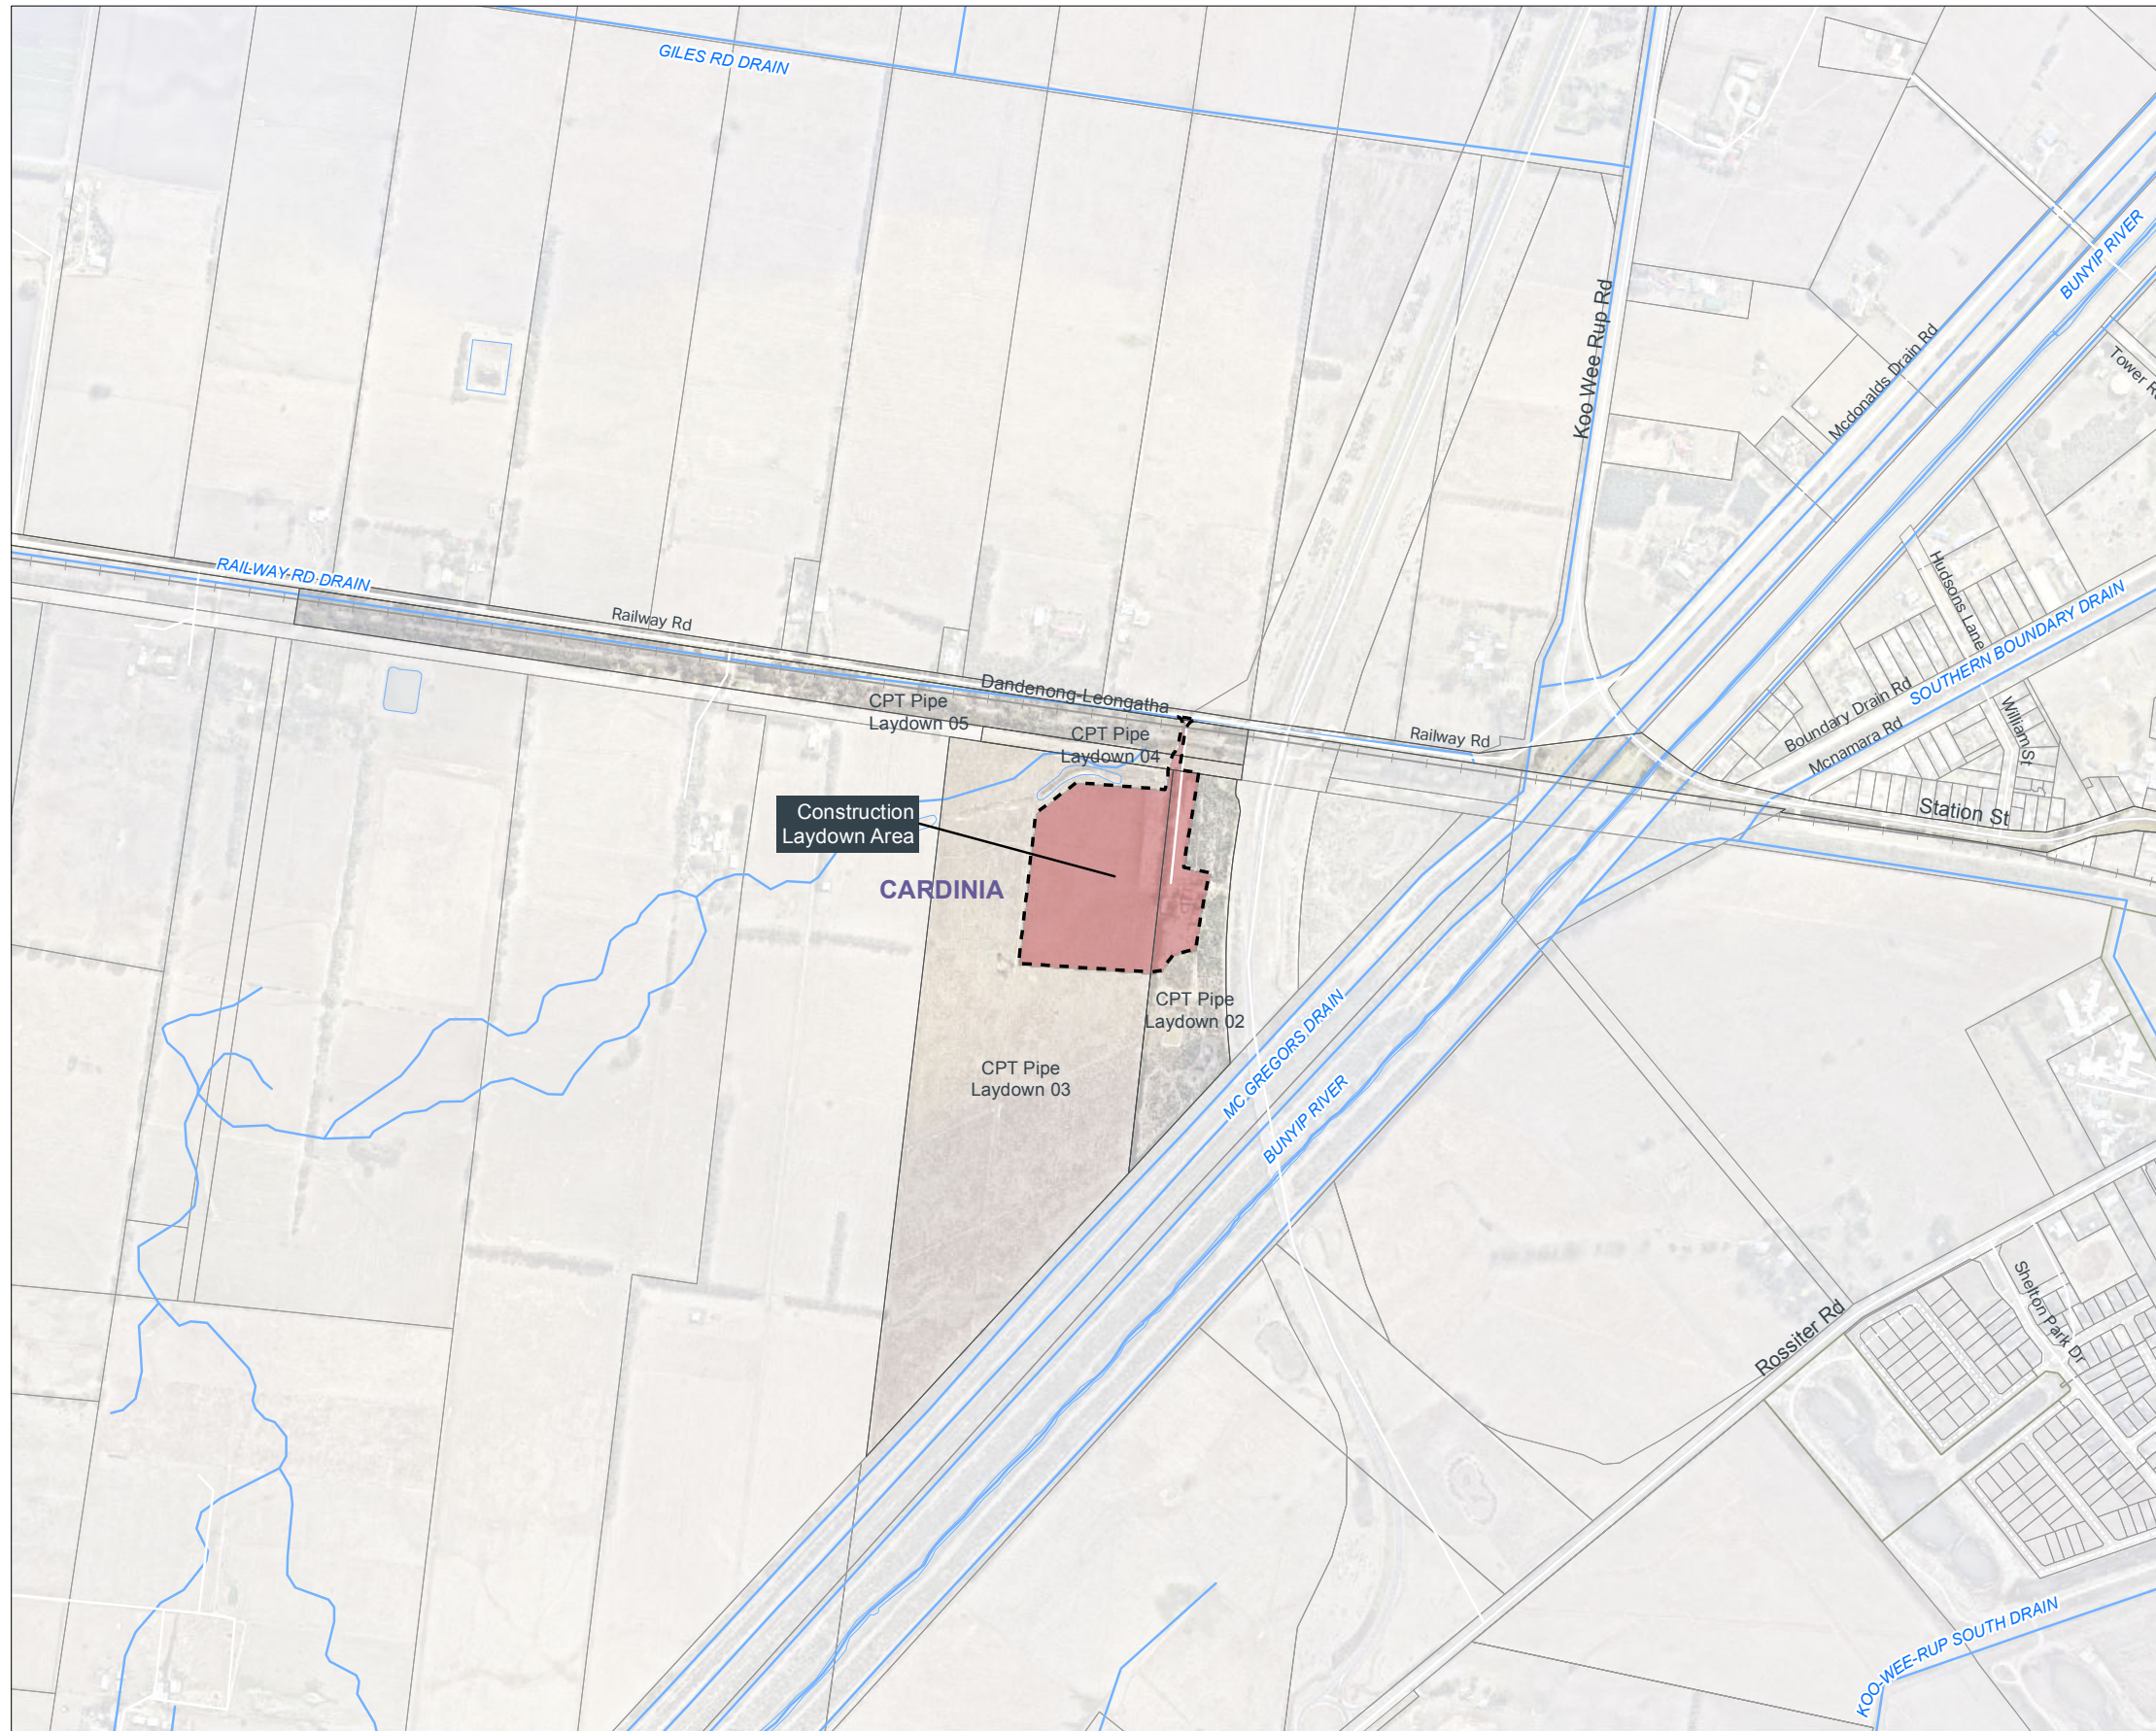 GILES RD DRAIN
BUNYIP RIVER
Koo Wee Rup Rd
Mcdonalds Drain Rd
Tower R
RAILWAY RD DRAIN
Railway Rd
Hudsons Lane
SOUTHERN BOUNDARY DRAIN
Dandenong-Leongatha
CPT Pipe
Laydown 05
CPT Pipe
Laydown 04
Railway Rd
Boundary Drain Rd
Mcnamara Rd
William St
Station St
Construction
Laydown Area
CARDINIA
CPT Pipe
Laydown 02
MC GREGORS DRAIN
CPT Pipe
Laydown 03
BUNYIP RIVER
Rossiter Rd
Shelton Park Dr
KOO-WEE-RUP SOUTH DRAIN